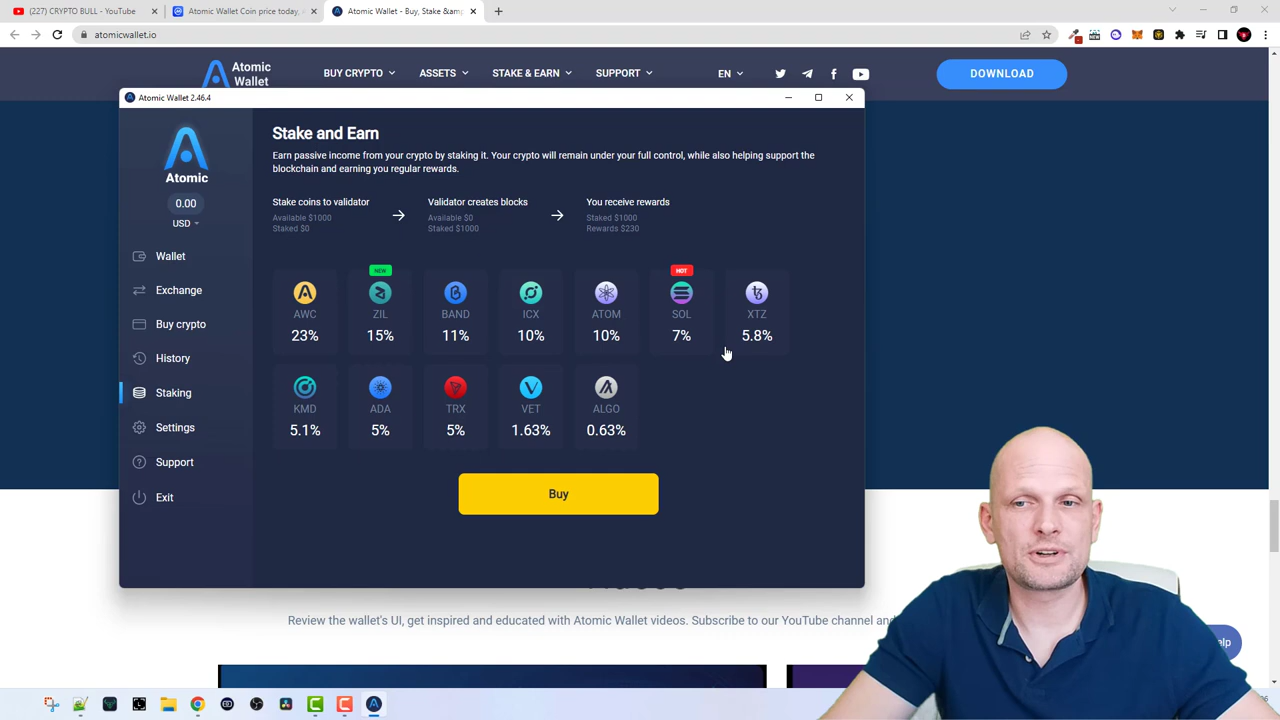 (227) CRYPTO BULL - YouTube
Atomic Wallet Coin price today, A
Atomic Wallet - Buy, Stake &amp;
atomicwallet.io
Atomic
Wallet
BUY CRYPTO
ASSETS
STAKE & EARN
SUPPORT
EN
DOWNLOAD
Atomic Wallet 2.46.4
Atomic
0.00
USD
Wallet
Exchange
Buy crypto
History
Staking
Settings
Support
Exit
Stake and Earn
Earn passive income from your crypto by staking it. Your crypto will remain under your full control, while also helping support the
blockchain and earning you regular rewards.
Stake coins to validator
Available $1000
Staked $0
Validator creates blocks
Available $0
Staked $1000
You receive rewards
Staked $1000
Rewards $230
NEW
HOT
AWC
ZIL
BAND
ICX
ATOM
SOL
XTZ
23%
15%
11%
10%
10%
7%
5.8%
KMD
ADA
TRX
VET
ALGO
5.1%
5%
5%
1.63%
0.63%
Buy
Review the wallet's UI, get inspired and educated with Atomic Wallet videos. Subscribe to our YouTube channel and